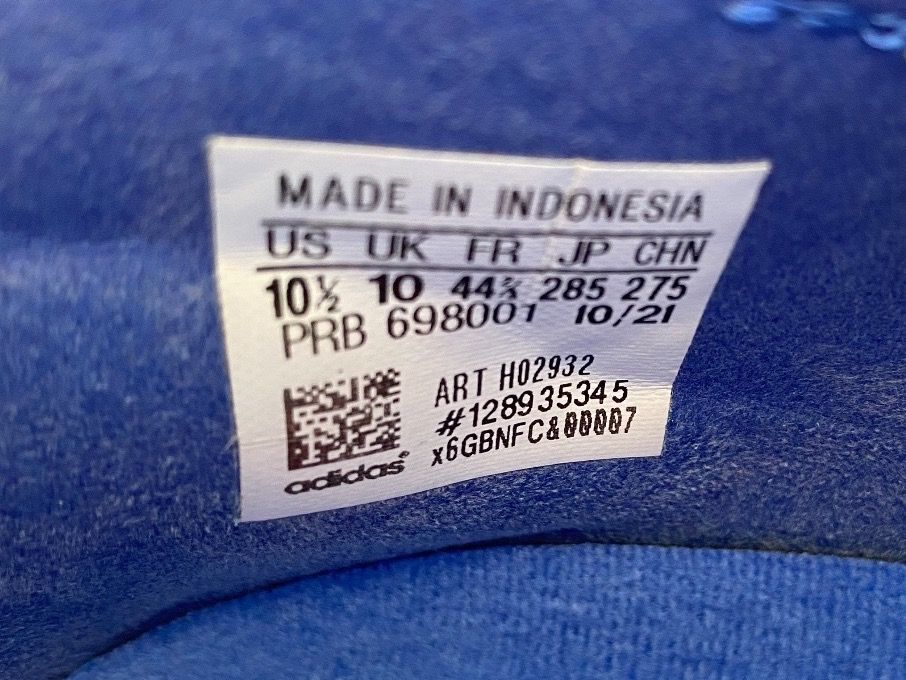 MADE IN INDONESIA
US UK FR JP CHN
10½ 10 44⅔ 285 275
PRB 698001 10/21
ART H02932
#128935345
x6GBNFC&00007
adidas®